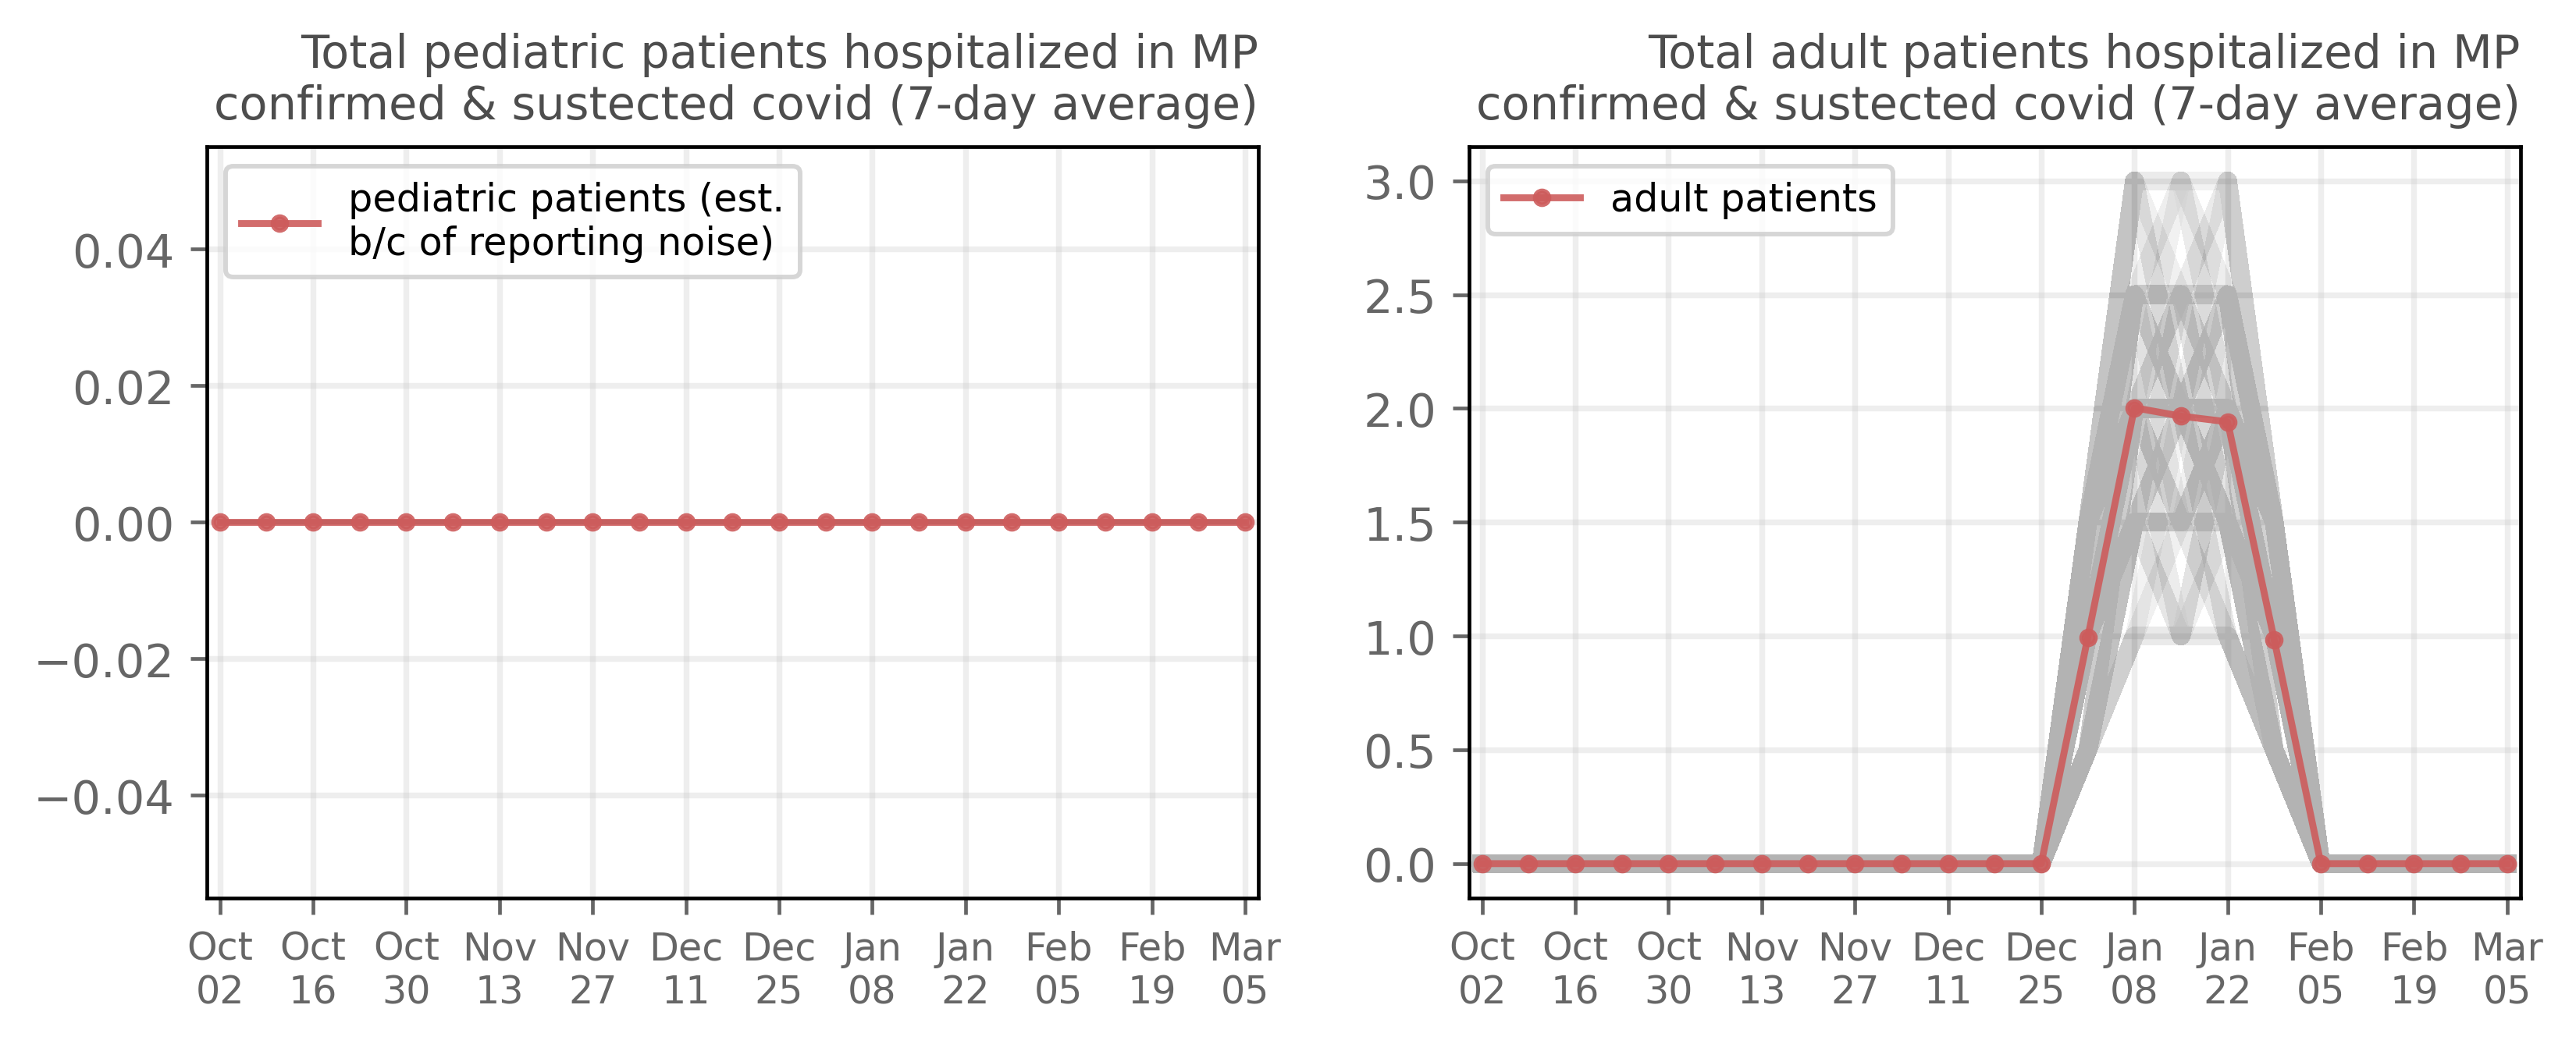 Total pediatric patients hospitalized in MP
confirmed & sustected covid (7-day average)
pediatric patients (est.
b/c of reporting noise)
0.04
0.02
0.00
−0.02
−0.04
Oct Oct Oct Nov Nov Dec Dec Jan Jan Feb Feb Mar
02 16 30 13 27 11 25 08 22 05 19 05
Total adult patients hospitalized in MP
confirmed & sustected covid (7-day average)
adult patients
3.0
2.5
2.0
1.5
1.0
0.5
0.0
Oct Oct Oct Nov Nov Dec Dec Jan Jan Feb Feb Mar
02 16 30 13 27 11 25 08 22 05 19 05